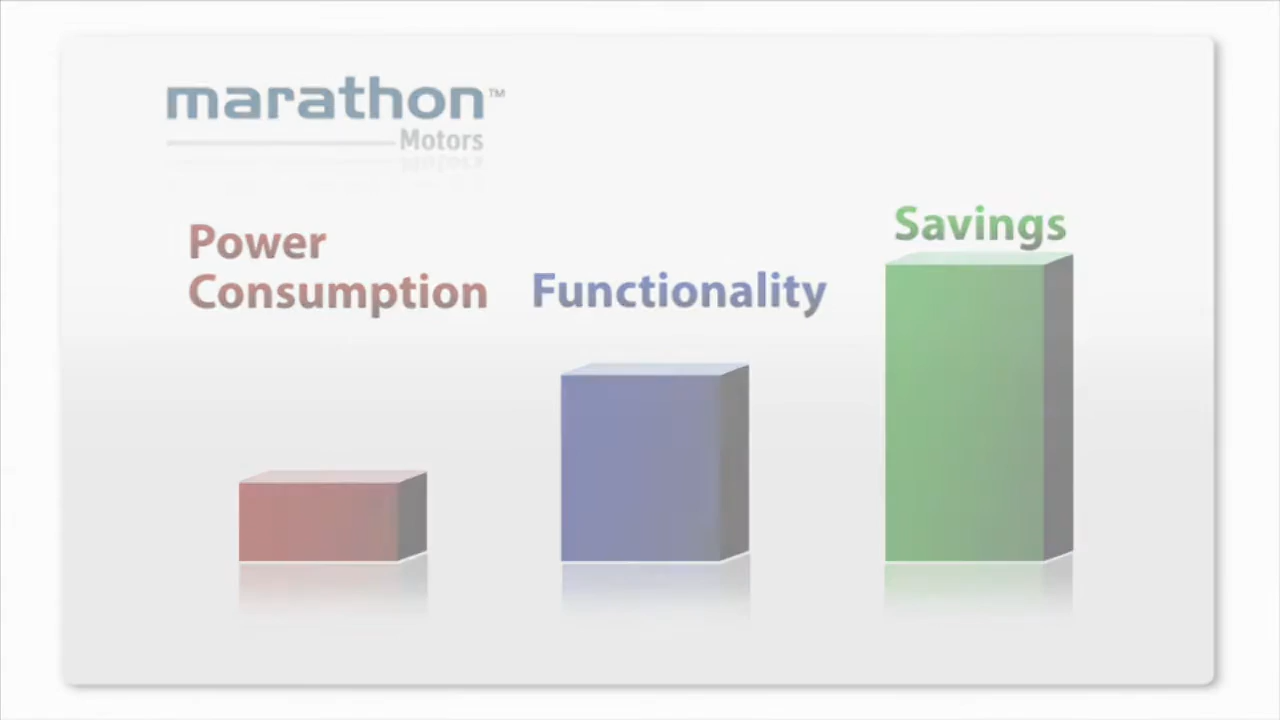 marathon™
Motors
Power
Consumption
Functionality
Savings